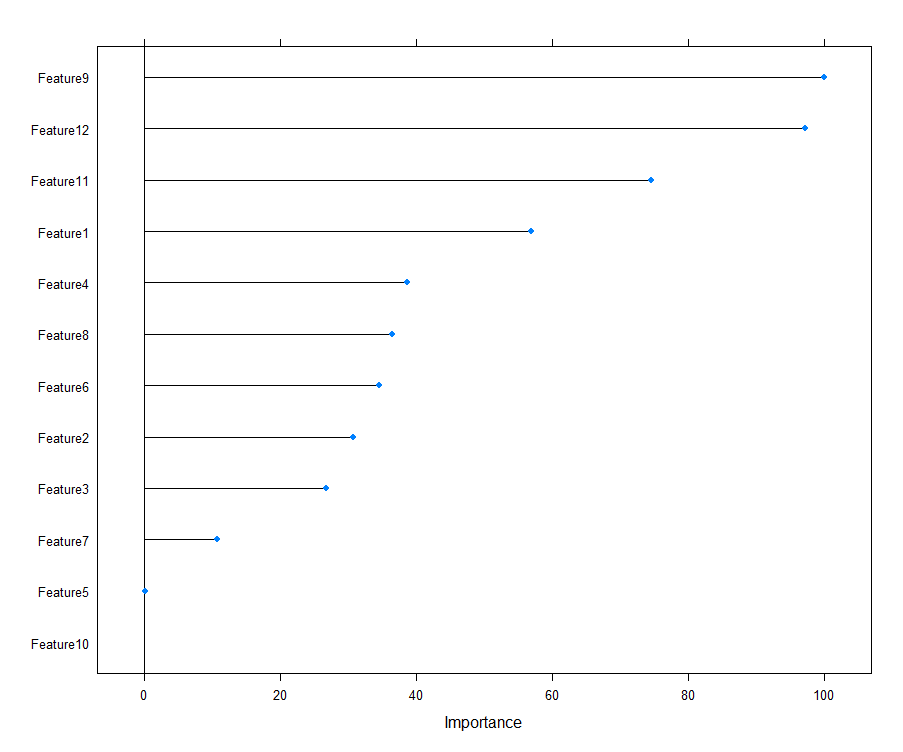 Feature9
Feature12
Feature11
Feature1
Feature4
Feature8
Feature6
Feature2
Feature3
Feature7
Feature5
Feature10
0 20 40 60 80 100
Importance